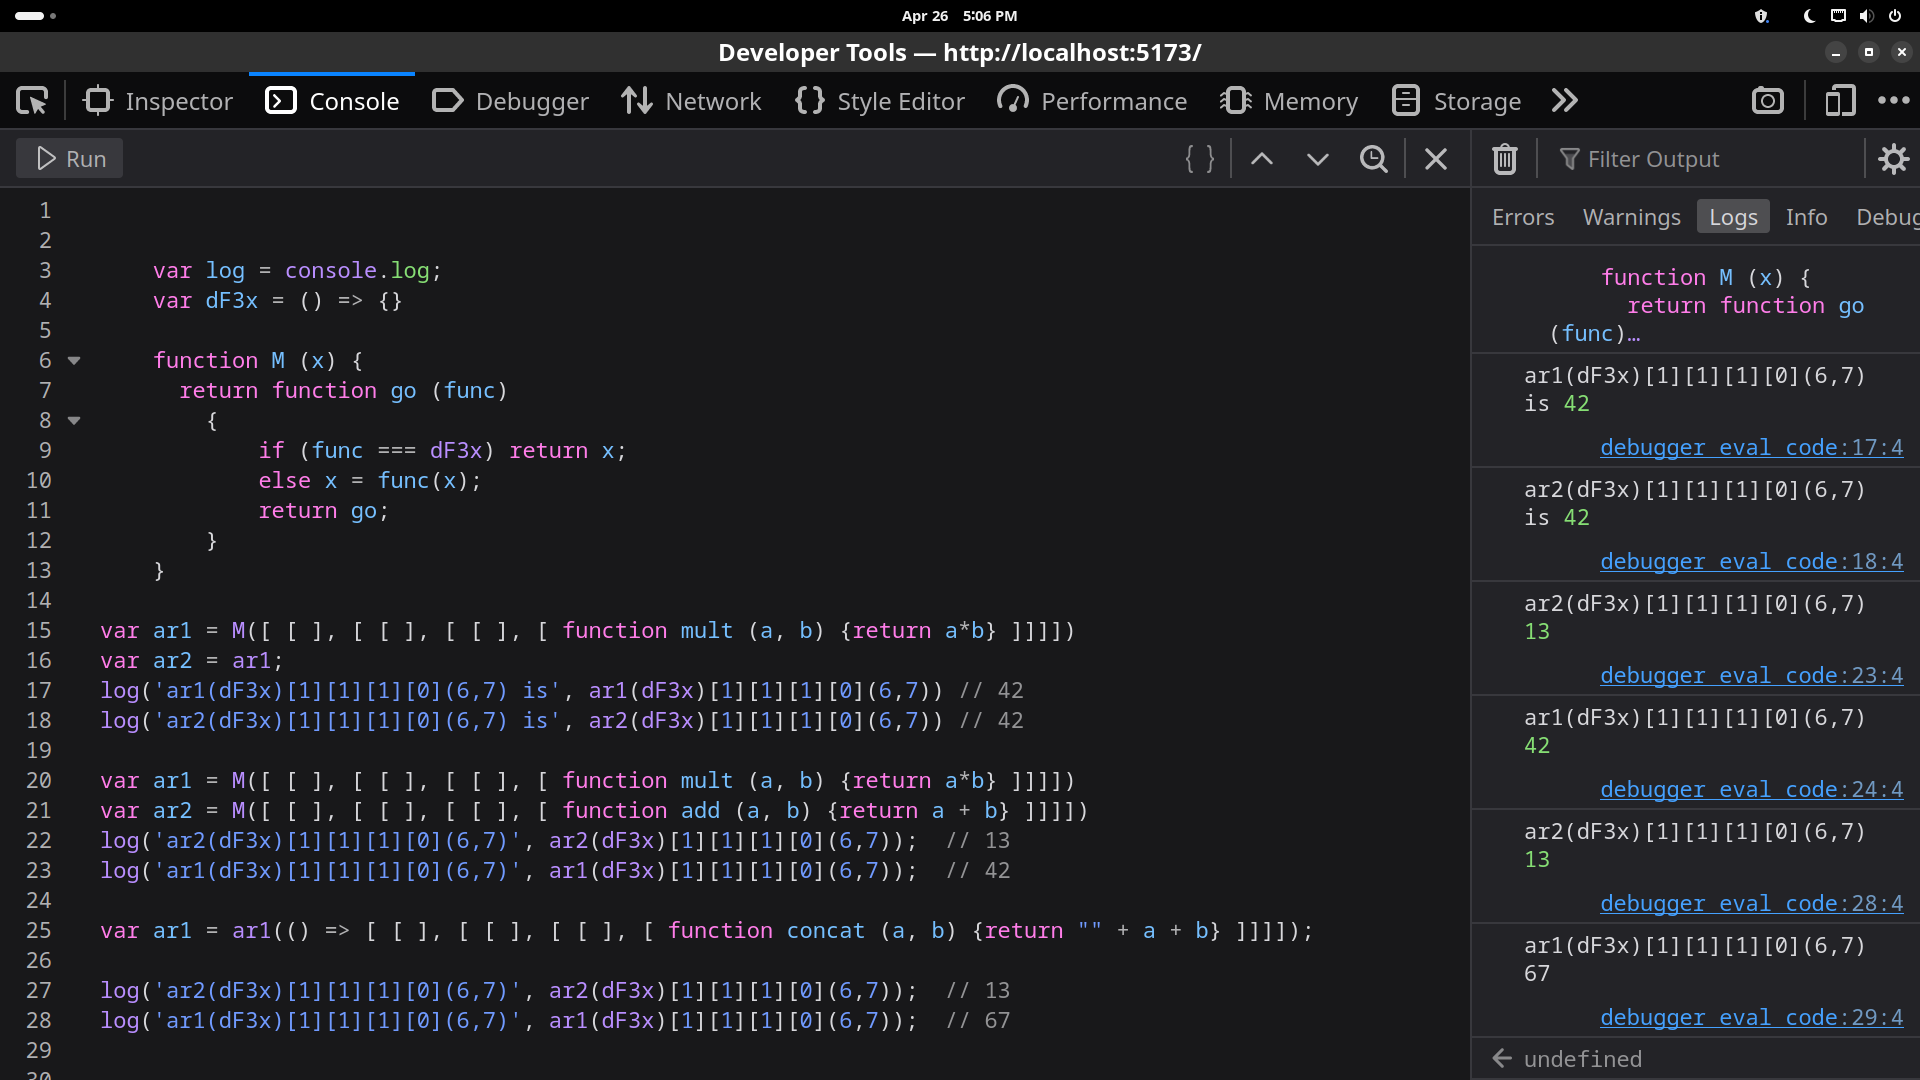 Apr 26 5:06 PM
Developer Tools — http://localhost:5173/
Inspector Console Debugger Network Style Editor Performance Memory Storage
Run
Filter Output
Errors Warnings Logs Info Debug
1
2
3 var log = console.log;
4 var dF3x = () => {}
5
6 function M (x) {
7 return function go (func)
8 {
9 if (func === dF3x) return x;
10 else x = func(x);
11 return go;
12 }
13 }
14
15 var ar1 = M([ [ ], [ [ ], [ [ ], [ function mult (a, b) {return a*b} ]]]])
16 var ar2 = ar1;
17 log('ar1(dF3x)[1][1][1][0](6,7) is', ar1(dF3x)[1][1][1][0](6,7)) // 42
18 log('ar2(dF3x)[1][1][1][0](6,7) is', ar2(dF3x)[1][1][1][0](6,7)) // 42
19
20 var ar1 = M([ [ ], [ [ ], [ [ ], [ function mult (a, b) {return a*b} ]]]])
21 var ar2 = M([ [ ], [ [ ], [ [ ], [ function add (a, b) {return a + b} ]]]])
22 log('ar2(dF3x)[1][1][1][0](6,7)', ar2(dF3x)[1][1][1][0](6,7)); // 13
23 log('ar1(dF3x)[1][1][1][0](6,7)', ar1(dF3x)[1][1][1][0](6,7)); // 42
24
25 var ar1 = ar1(() => [ [ ], [ [ ], [ [ ], [ function concat (a, b) {return "" + a + b} ]]]]);
26
27 log('ar2(dF3x)[1][1][1][0](6,7)', ar2(dF3x)[1][1][1][0](6,7)); // 13
28 log('ar1(dF3x)[1][1][1][0](6,7)', ar1(dF3x)[1][1][1][0](6,7)); // 67
29
30
function M (x) {
return function go
(func)…
ar1(dF3x)[1][1][1][0](6,7)
is 42
debugger eval code:17:4
ar2(dF3x)[1][1][1][0](6,7)
is 42
debugger eval code:18:4
ar2(dF3x)[1][1][1][0](6,7)
13
debugger eval code:23:4
ar1(dF3x)[1][1][1][0](6,7)
42
debugger eval code:24:4
ar2(dF3x)[1][1][1][0](6,7)
13
debugger eval code:28:4
ar1(dF3x)[1][1][1][0](6,7)
67
debugger eval code:29:4
undefined